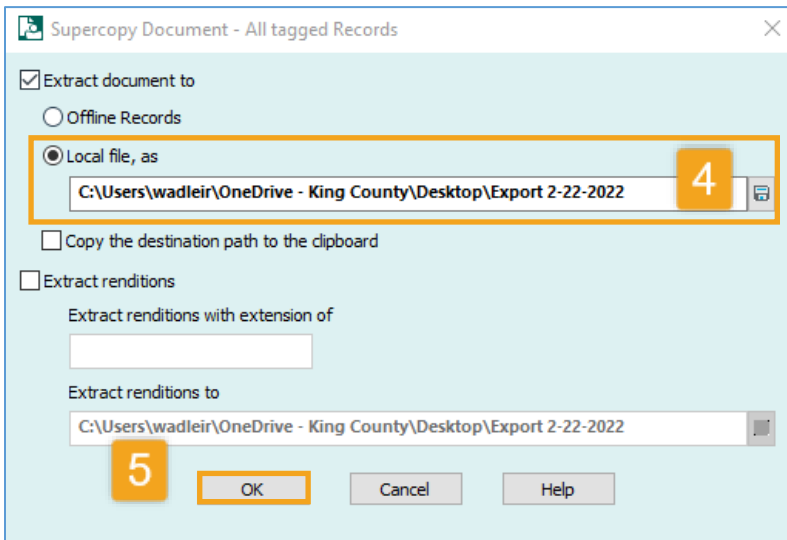 Supercopy Document - All tagged Records
Extract document to
Offline Records
Local file, as
C:\Users\wadleir\OneDrive - King County\Desktop\Export 2-22-2022
4
Copy the destination path to the clipboard
Extract renditions
Extract renditions with extension of
Extract renditions to
C:\Users\wadleir\OneDrive - King County\Desktop\Export 2-22-2022
5
OK Cancel Help